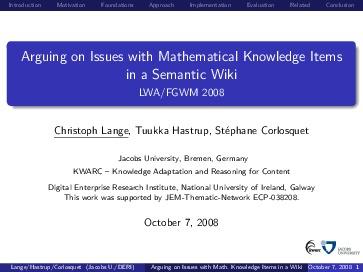 Introduction Motivation Foundations Approach Implementation Evaluation Related Conclusion
Arguing on Issues with Mathematical Knowledge Items
in a Semantic Wiki
LWA/FGWM 2008
Christoph Lange, Tuukka Hastrup, Stéphane Corlosquet
Jacobs University, Bremen, Germany
KWARC – Knowledge Adaptation and Reasoning for Content
Digital Enterprise Research Institute, National University of Ireland, Galway
This work was supported by JEM-Thematic-Network ECP-038208.
October 7, 2008
JACOBS UNIVERSITY
Lange/Hastrup/Corlosquet (Jacobs U./DERI) Arguing on Issues with Math. Knowledge Items in a Wiki October 7, 2008 1